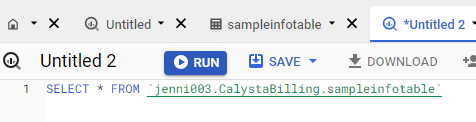 Untitled
sampleinfotable
*Untitled 2
Untitled 2
RUN
SAVE
DOWNLOAD
1 SELECT * FROM `jenni003.CalystaBilling.sampleinfotable`